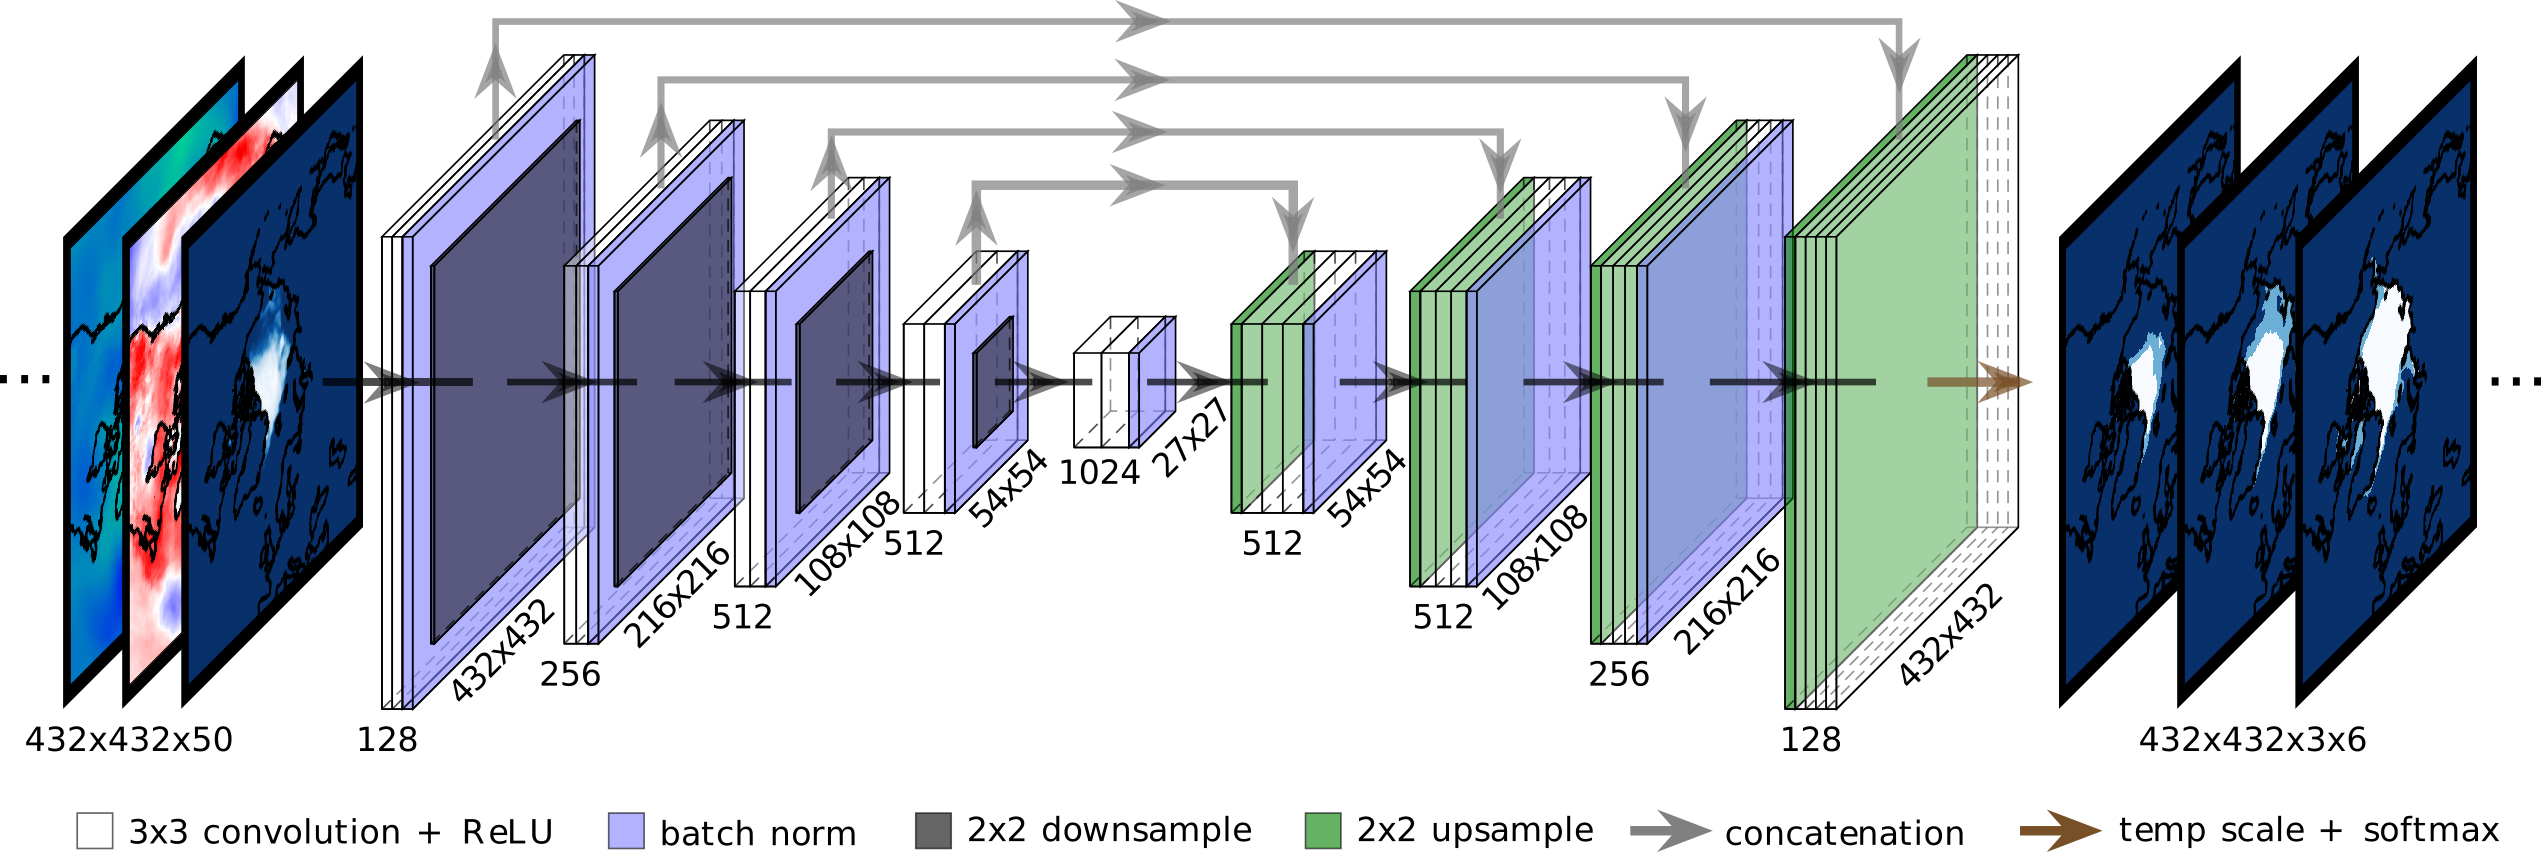 432x432x50
128
432x432
256
216x216
512
108x108
512
54x54
1024
27x27
512
54x54
512
108x108
256
216x216
128
432x432
432x432x3x6
3x3 convolution + ReLU
batch norm
2x2 downsample
2x2 upsample
concatenation
temp scale + softmax